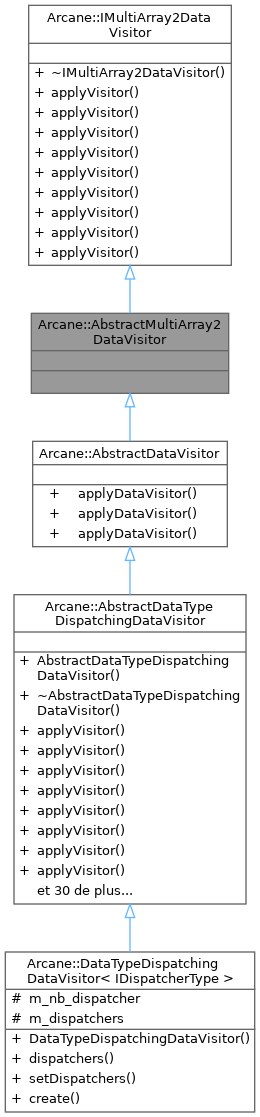 Arcane::IMultiArray2Data
Visitor
+ ~IMultiArray2DataVisitor()
+ applyVisitor()
+ applyVisitor()
+ applyVisitor()
+ applyVisitor()
+ applyVisitor()
+ applyVisitor()
+ applyVisitor()
+ applyVisitor()
+ applyVisitor()
Arcane::AbstractMultiArray2
DataVisitor
Arcane::AbstractDataVisitor
+ applyDataVisitor()
+ applyDataVisitor()
+ applyDataVisitor()
Arcane::AbstractDataType
DispatchingDataVisitor
+ AbstractDataTypeDispatching
DataVisitor()
+ ~AbstractDataTypeDispatching
DataVisitor()
+ applyVisitor()
+ applyVisitor()
+ applyVisitor()
+ applyVisitor()
+ applyVisitor()
+ applyVisitor()
+ applyVisitor()
+ applyVisitor()
et 30 de plus...
Arcane::DataTypeDispatching
DataVisitor< IDispatcherType >
# m_nb_dispatcher
# m_dispatchers
+ DataTypeDispatchingDataVisitor()
+ dispatchers()
+ setDispatchers()
+ create()